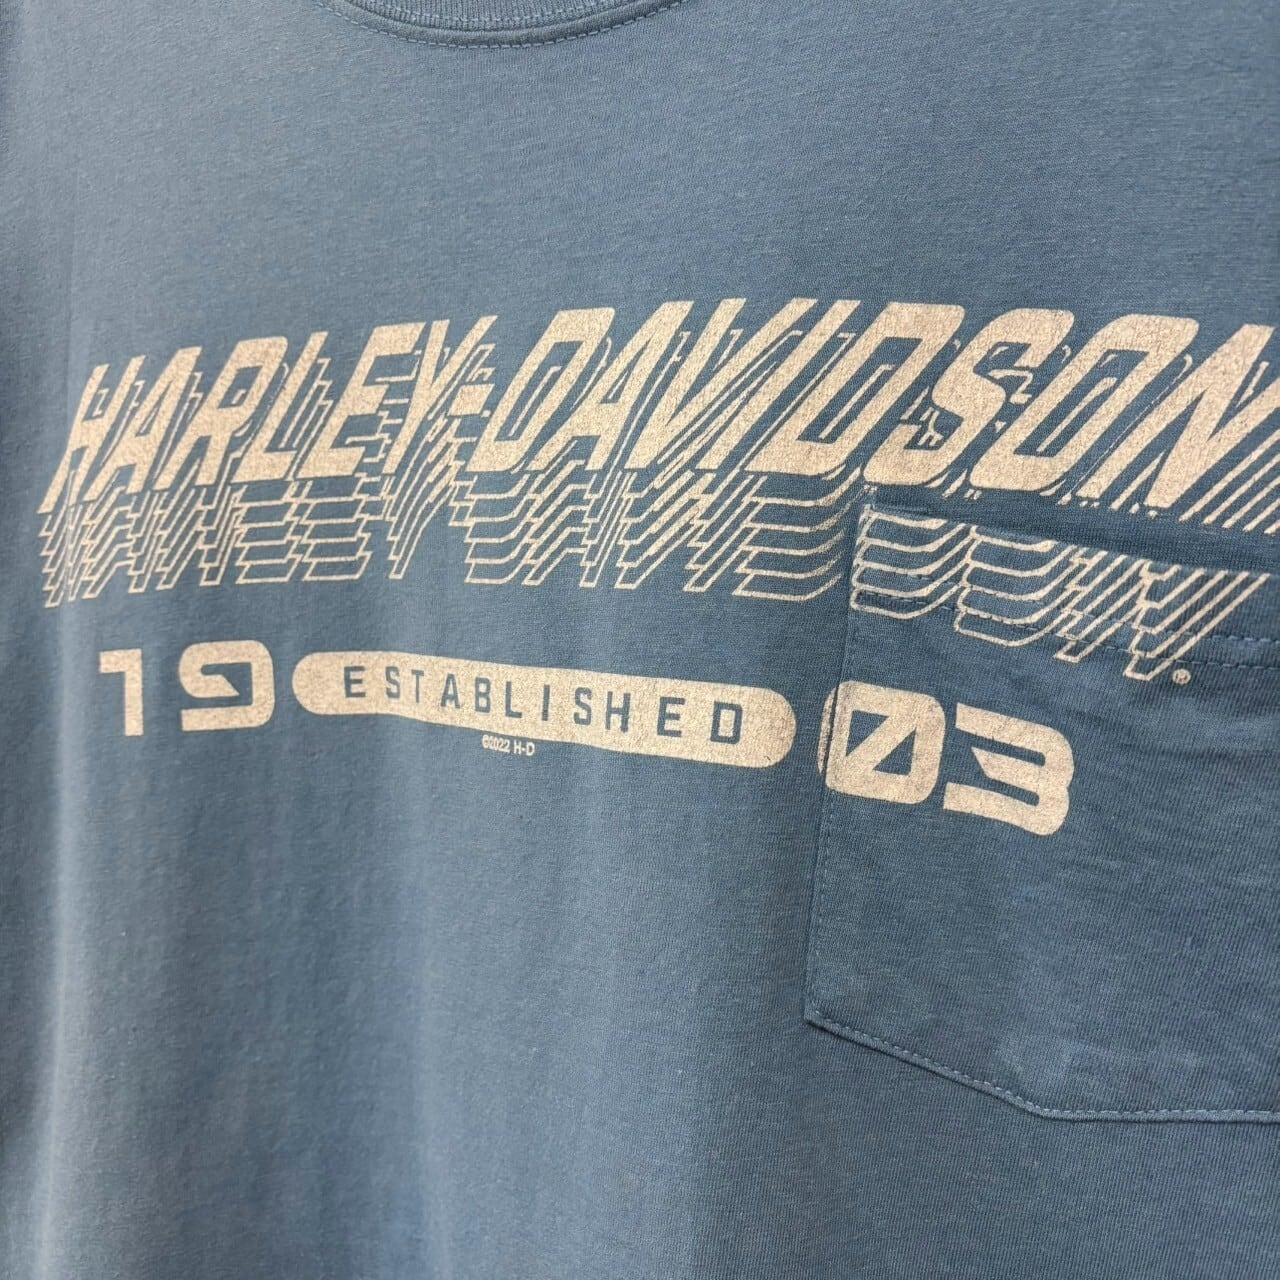 HARLEY-DAVIDSON
®
19 ESTABLISHED 03
©2022 H-D